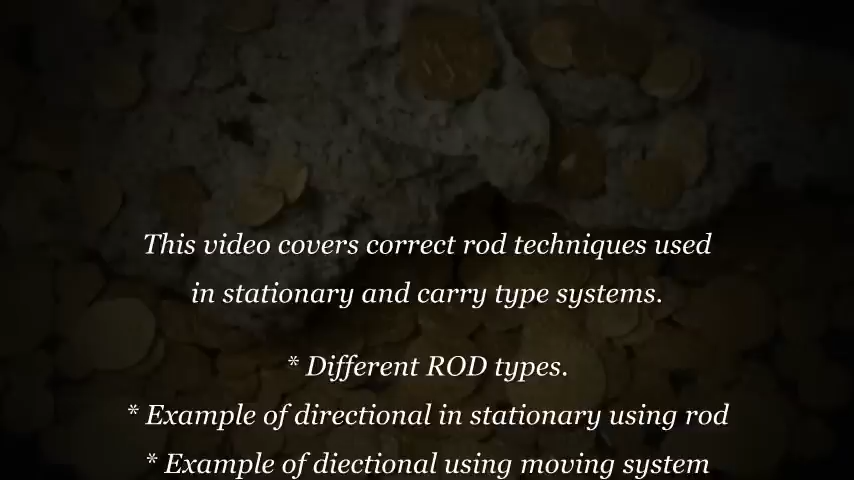 This video covers correct rod techniques used
in stationary and carry type systems.
* Different ROD types.
* Example of directional in stationary using rod
* Example of diectional using moving system